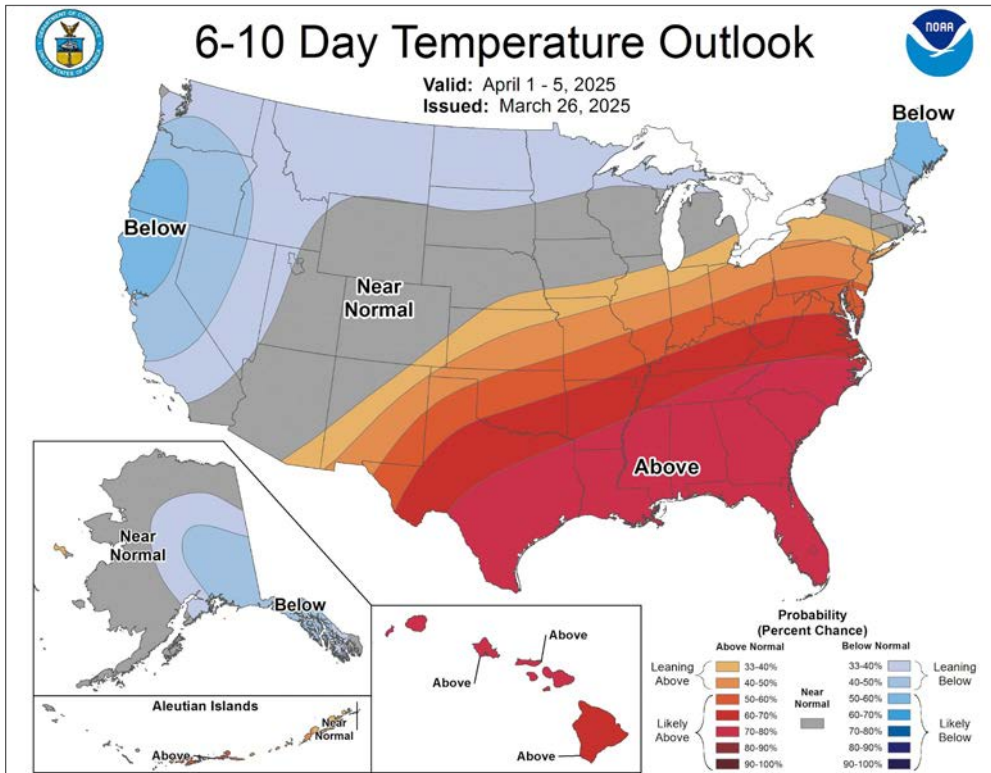 6-10 Day Temperature Outlook
Valid: April 1 - 5, 2025
Issued: March 26, 2025
NOAA
Below
Below
Near
Normal
Above
Near
Normal
Below
Aleutian Islands
Near
Normal
Above
Above
Above
Above
Probability
(Percent Chance)
Above Normal Below Normal
Leaning
Above
33-40%
40-50%
Likely
Above
50-60%
60-70%
70-80%
80-90%
90-100%
Near
Normal
33-40%
40-50%
Leaning
Below
50-60%
60-70%
70-80%
80-90%
90-100%
Likely
Below